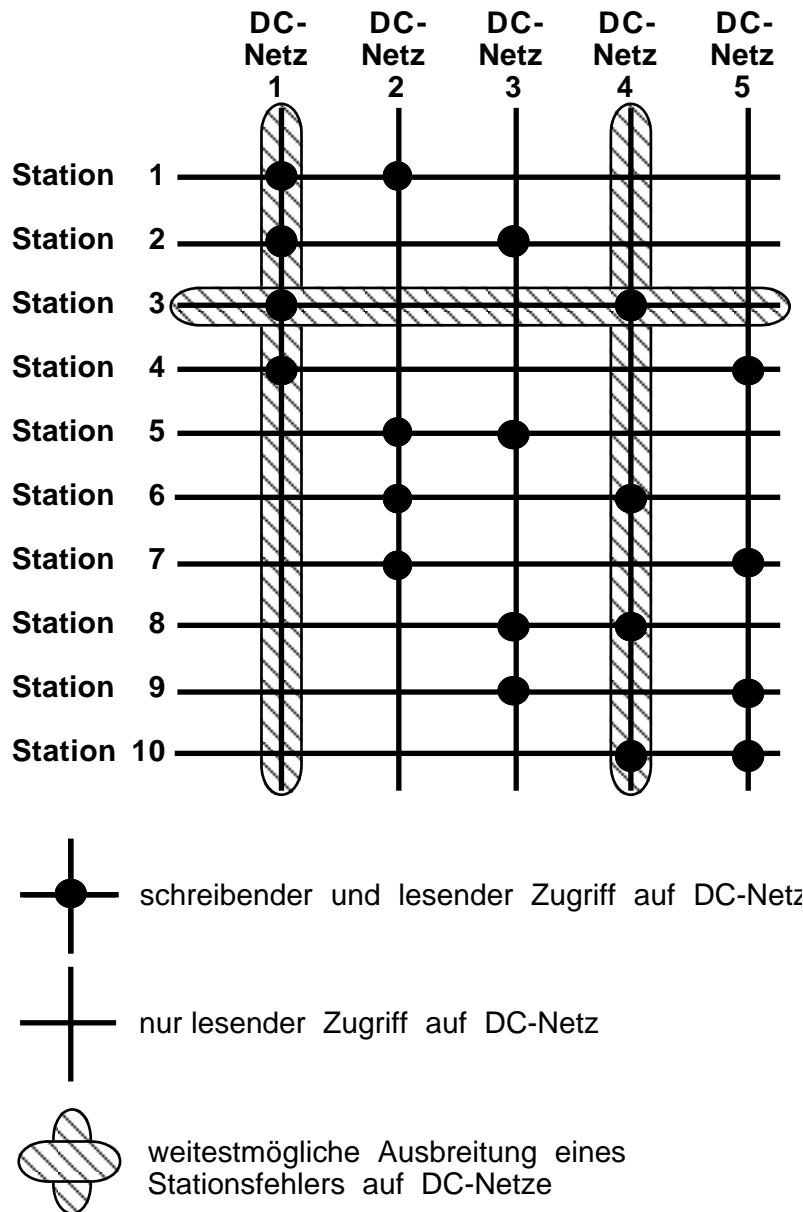 DC- DC- DC- DC- DC-
Netz Netz Netz Netz Netz
1 2 3 4 5
Station 1
Station 2
Station 3
Station 4
Station 5
Station 6
Station 7
Station 8
Station 9
Station 10
schreibender und lesender Zugriff auf DC-Netz
nur lesender Zugriff auf DC-Netz
weitestmögliche Ausbreitung eines
Stationsfehlers auf DC-Netze